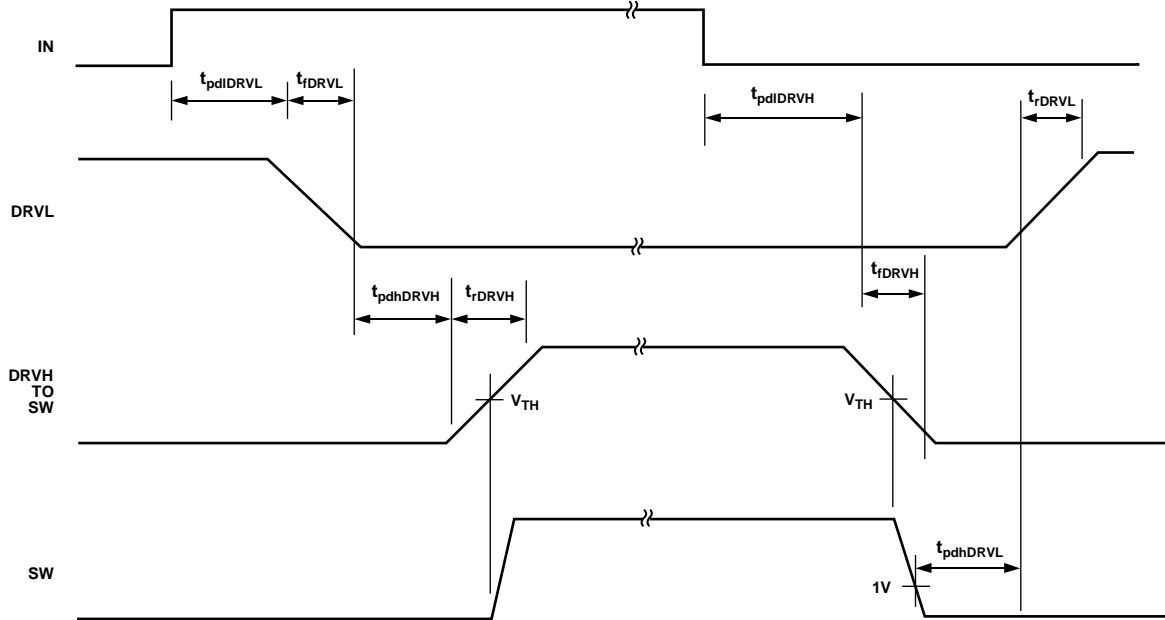 IN
tpdlDRVL
tfDRVL
tpdlDRVH
trDRVL
DRVL
tfDRVH
tpdhDRVH
trDRVH
DRVH
TO
SW
VTH
VTH
SW
tpdhDRVL
1V